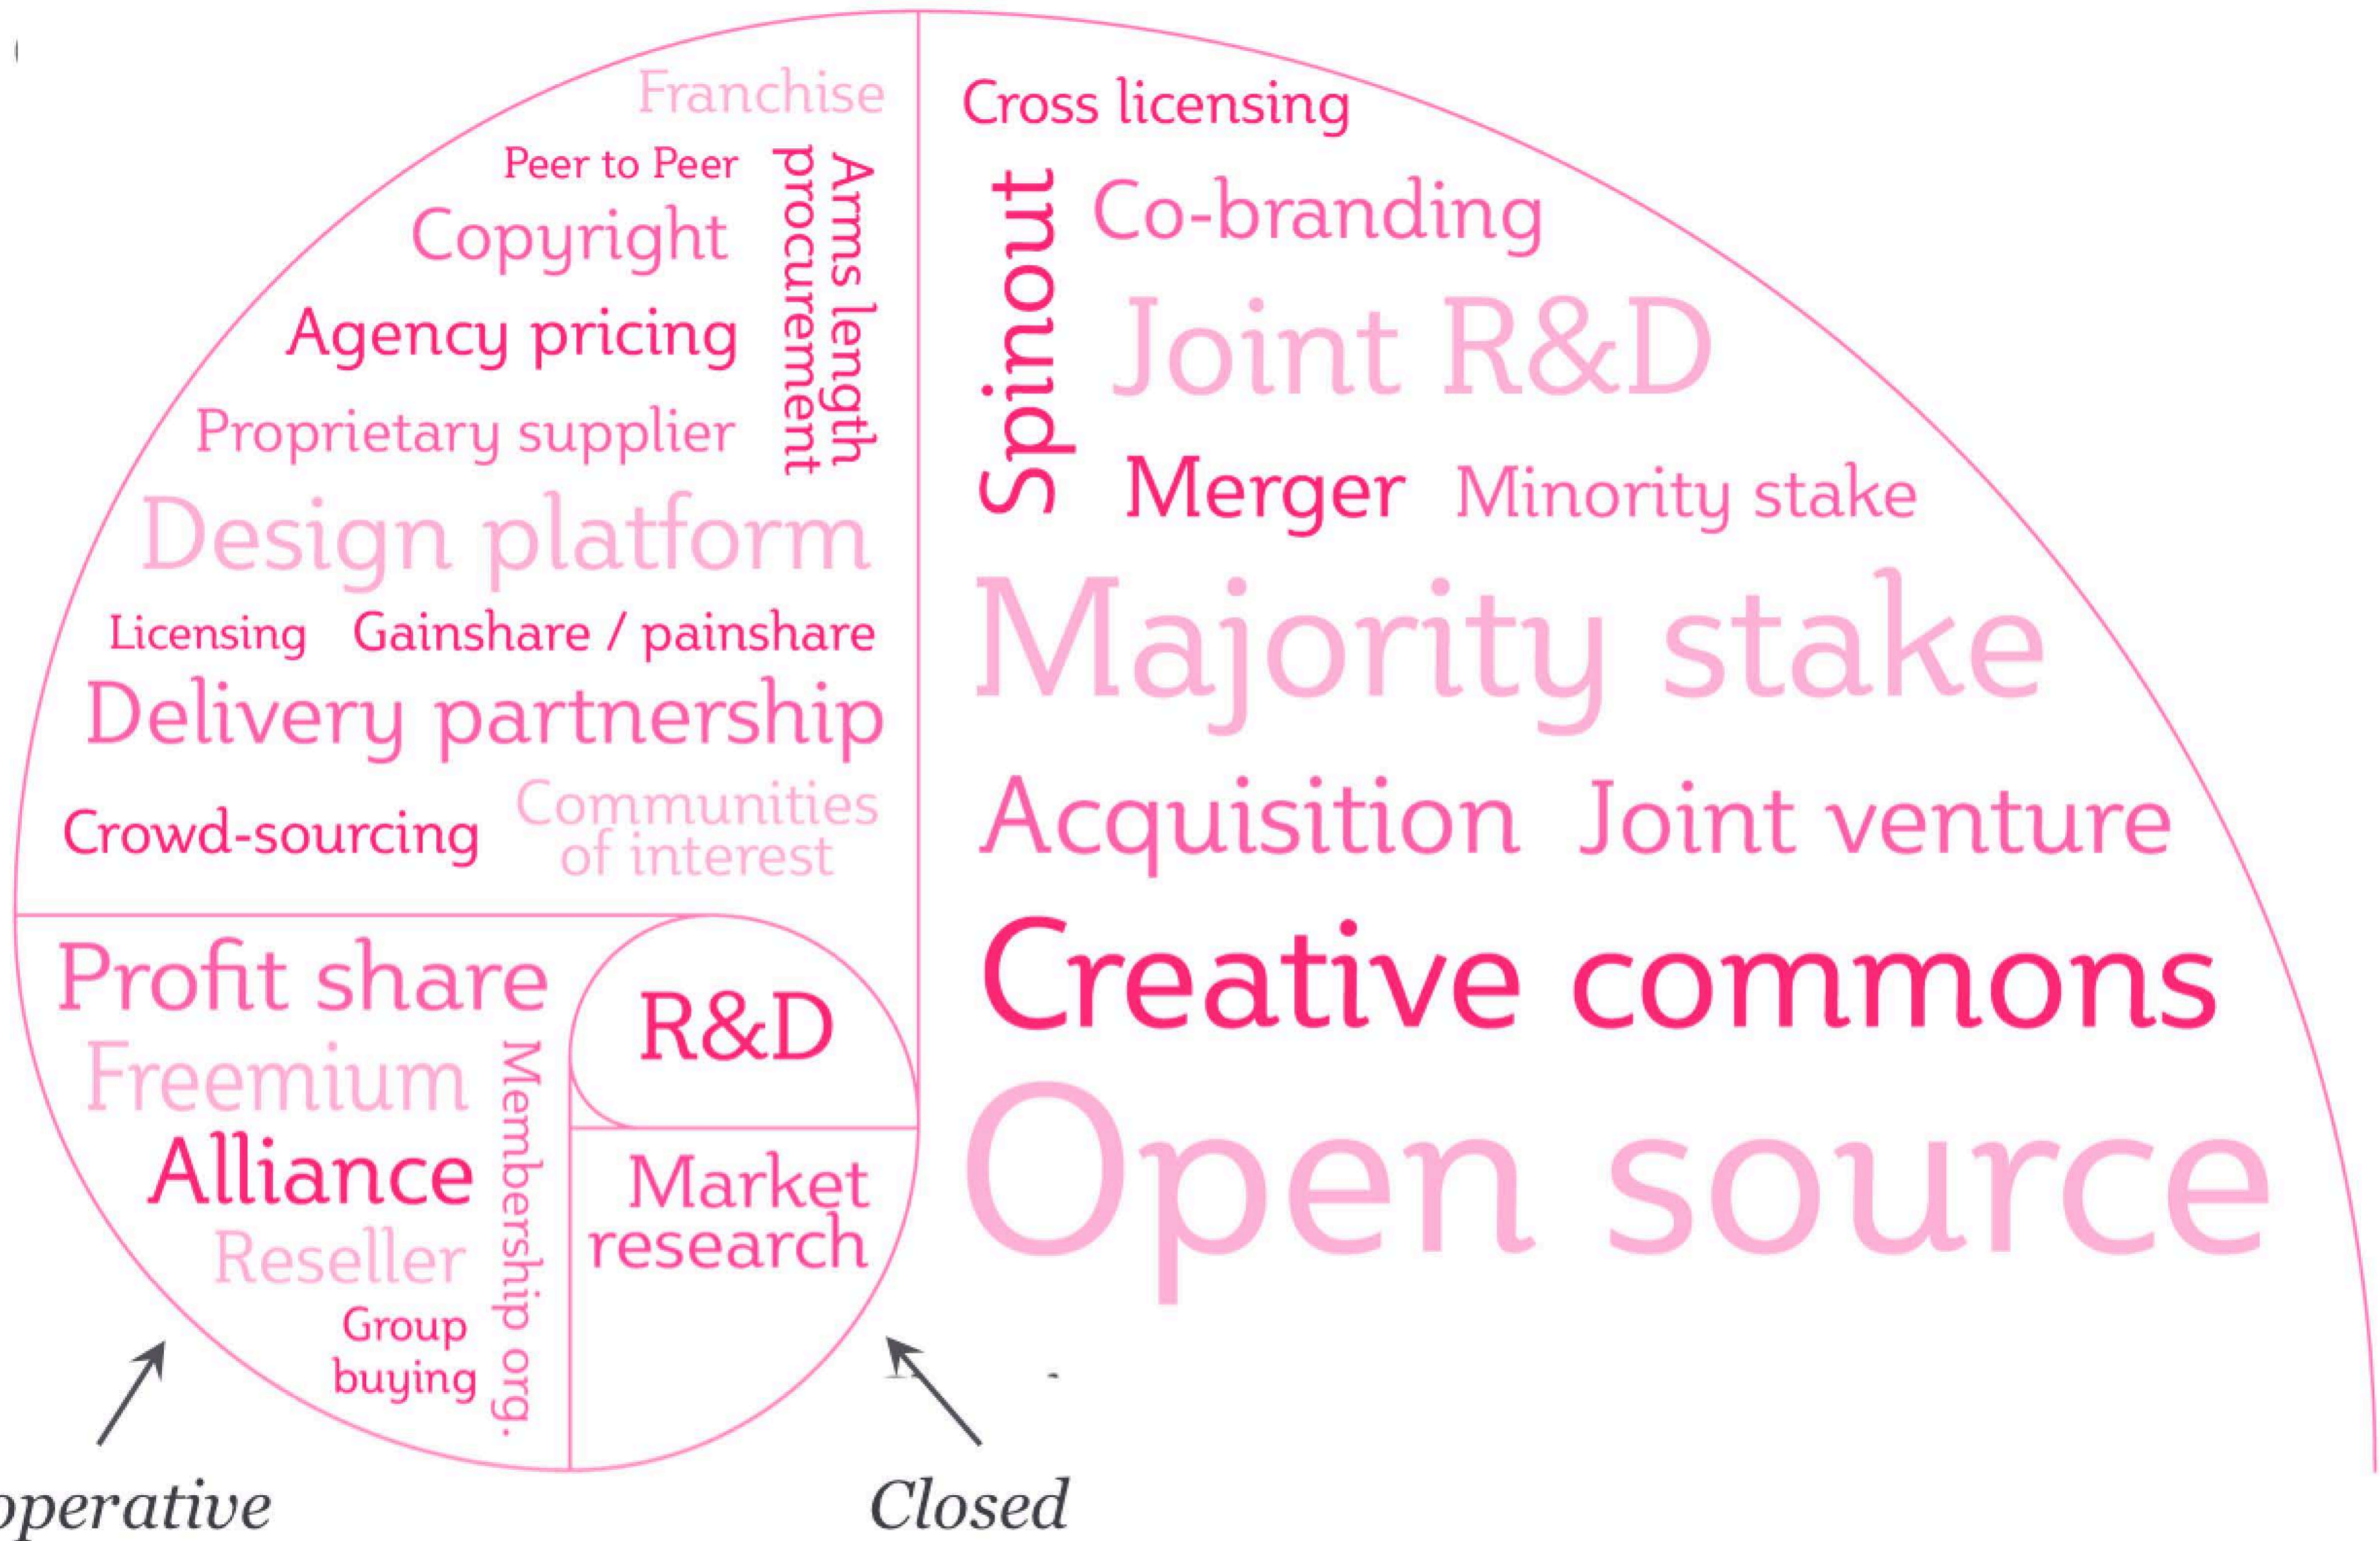 Franchise
Peer to Peer
Arms length
procurement
Copyright
Agency pricing
Proprietary supplier
Design platform
Licensing
Gainshare / painshare
Delivery partnership
Crowd-sourcing
Communities
of interest
Cross licensing
Spinout
Co-branding
Joint R&D
Merger
Minority stake
Majority stake
Acquisition
Joint venture
Creative commons
Open source
Profit share
Freemium
Membership org.
Alliance
Reseller
Group
buying
R&D
Market
research
operative
Closed